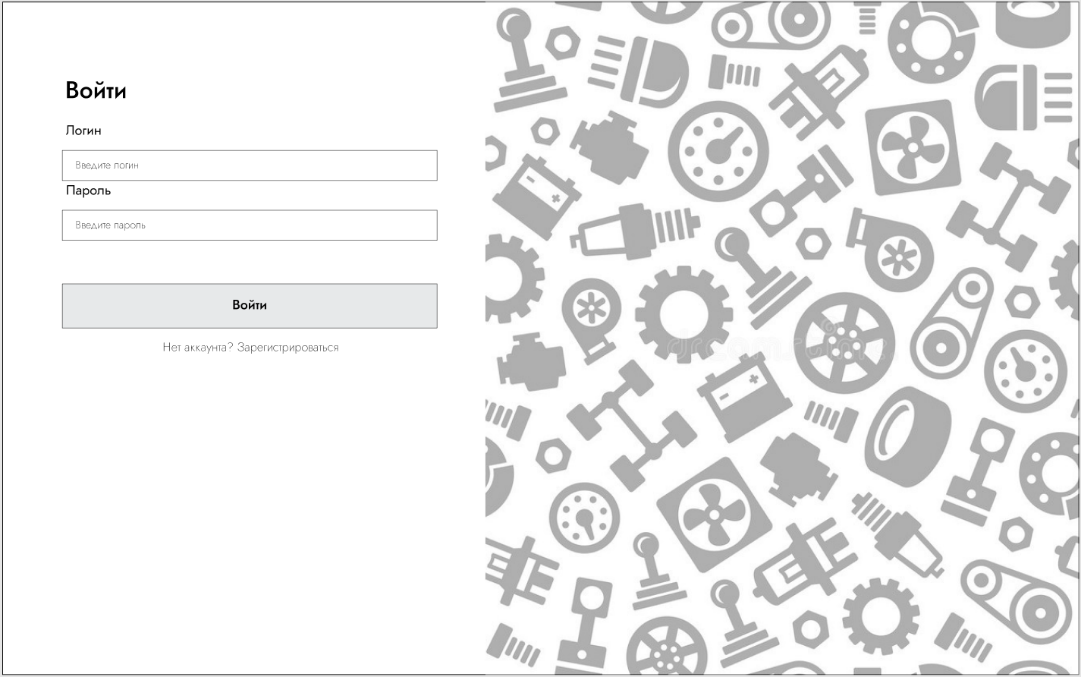 Войти
Логин
Введите логин
Пароль
Введите пароль
Войти
Нет аккаунта? Зарегистрироваться